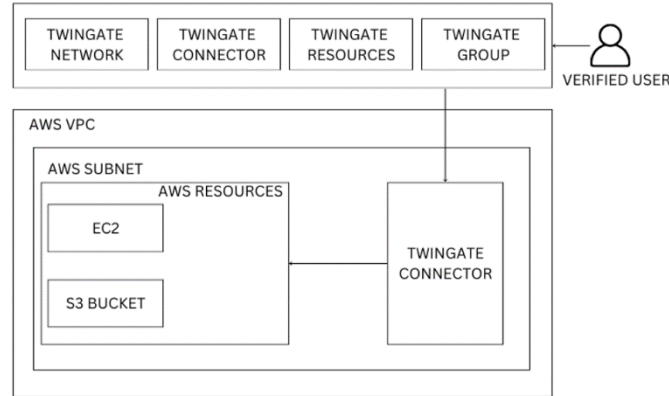 TWINGATE
NETWORK
TWINGATE
CONNECTOR
TWINGATE
RESOURCES
TWINGATE
GROUP
VERIFIED USER
AWS VPC
AWS SUBNET
AWS RESOURCES
EC2
S3 BUCKET
TWINGATE
CONNECTOR